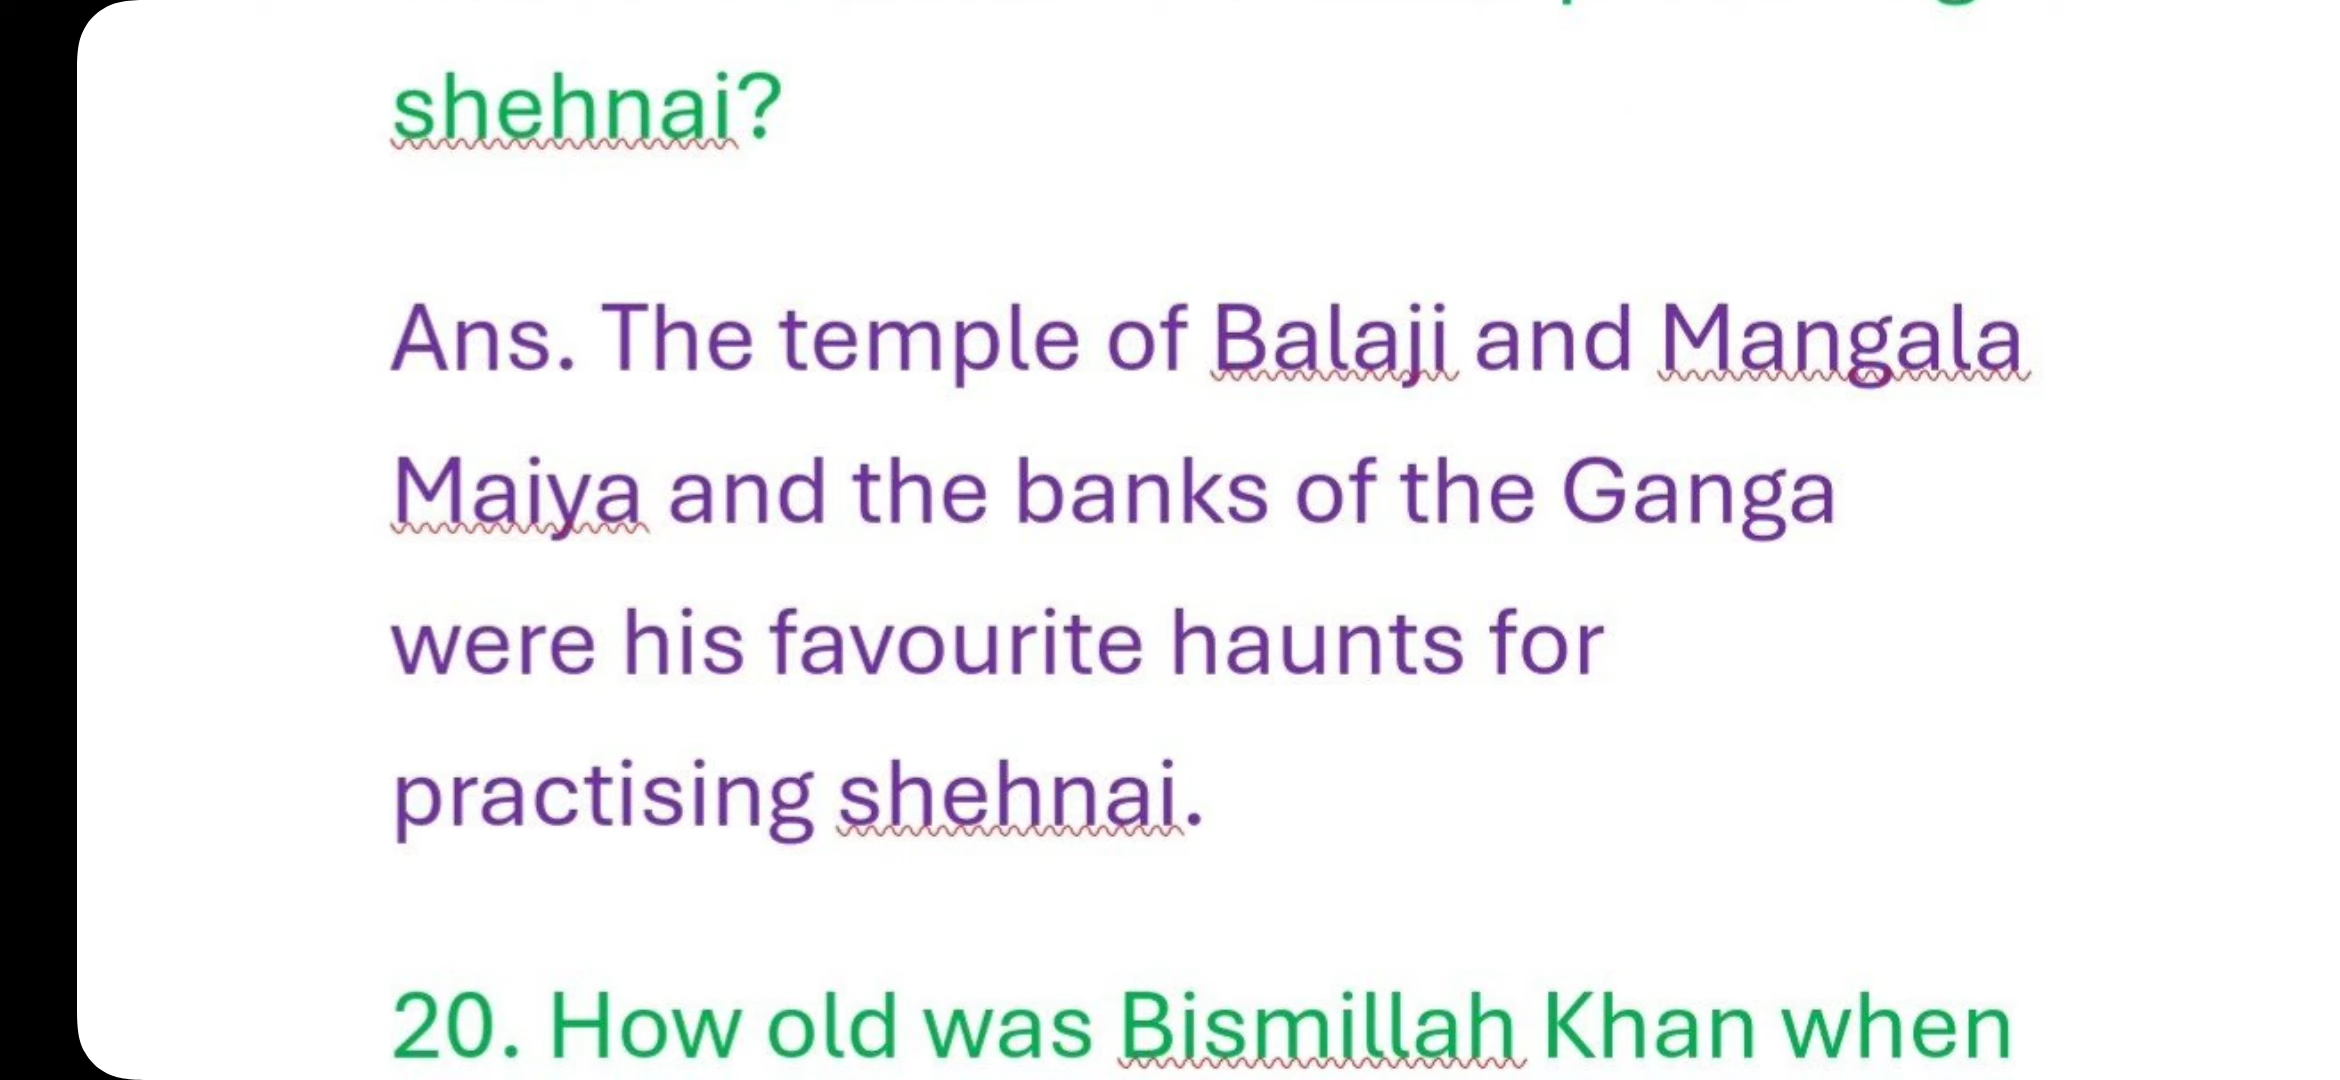 shehnai?
Ans. The temple of Balaji and Mangala
Maiya and the banks of the Ganga
were his favourite haunts for
practising shehnai.
20. How old was Bismillah Khan when